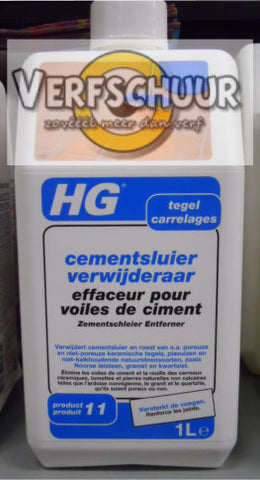 VERFSCHUUR
zoveel meer dan verf
HG®
tegel
carrelages
cementsluier
verwijderaar
effaceur pour
voiles de ciment
Zementschleier Entferner
Verwijdert cementsluier en roest van o.a. poreuze
en niet-poreuze keramische tegels, plavuizen en
niet-kalkhoudende natuursteensoorten, zoals
Noorse leisteen, graniet en kwartsiet.
Élimine les voiles de ciment et la rouille des carreaux
céramiques, tomettes et pierres naturelles non calcaires
telles que l'ardoise norvégienne, le granit et le quartzite,
qu'ils soient poreux ou non.
product
produit 11
Versterkt de voegen.
Renforce les joints.
1L e